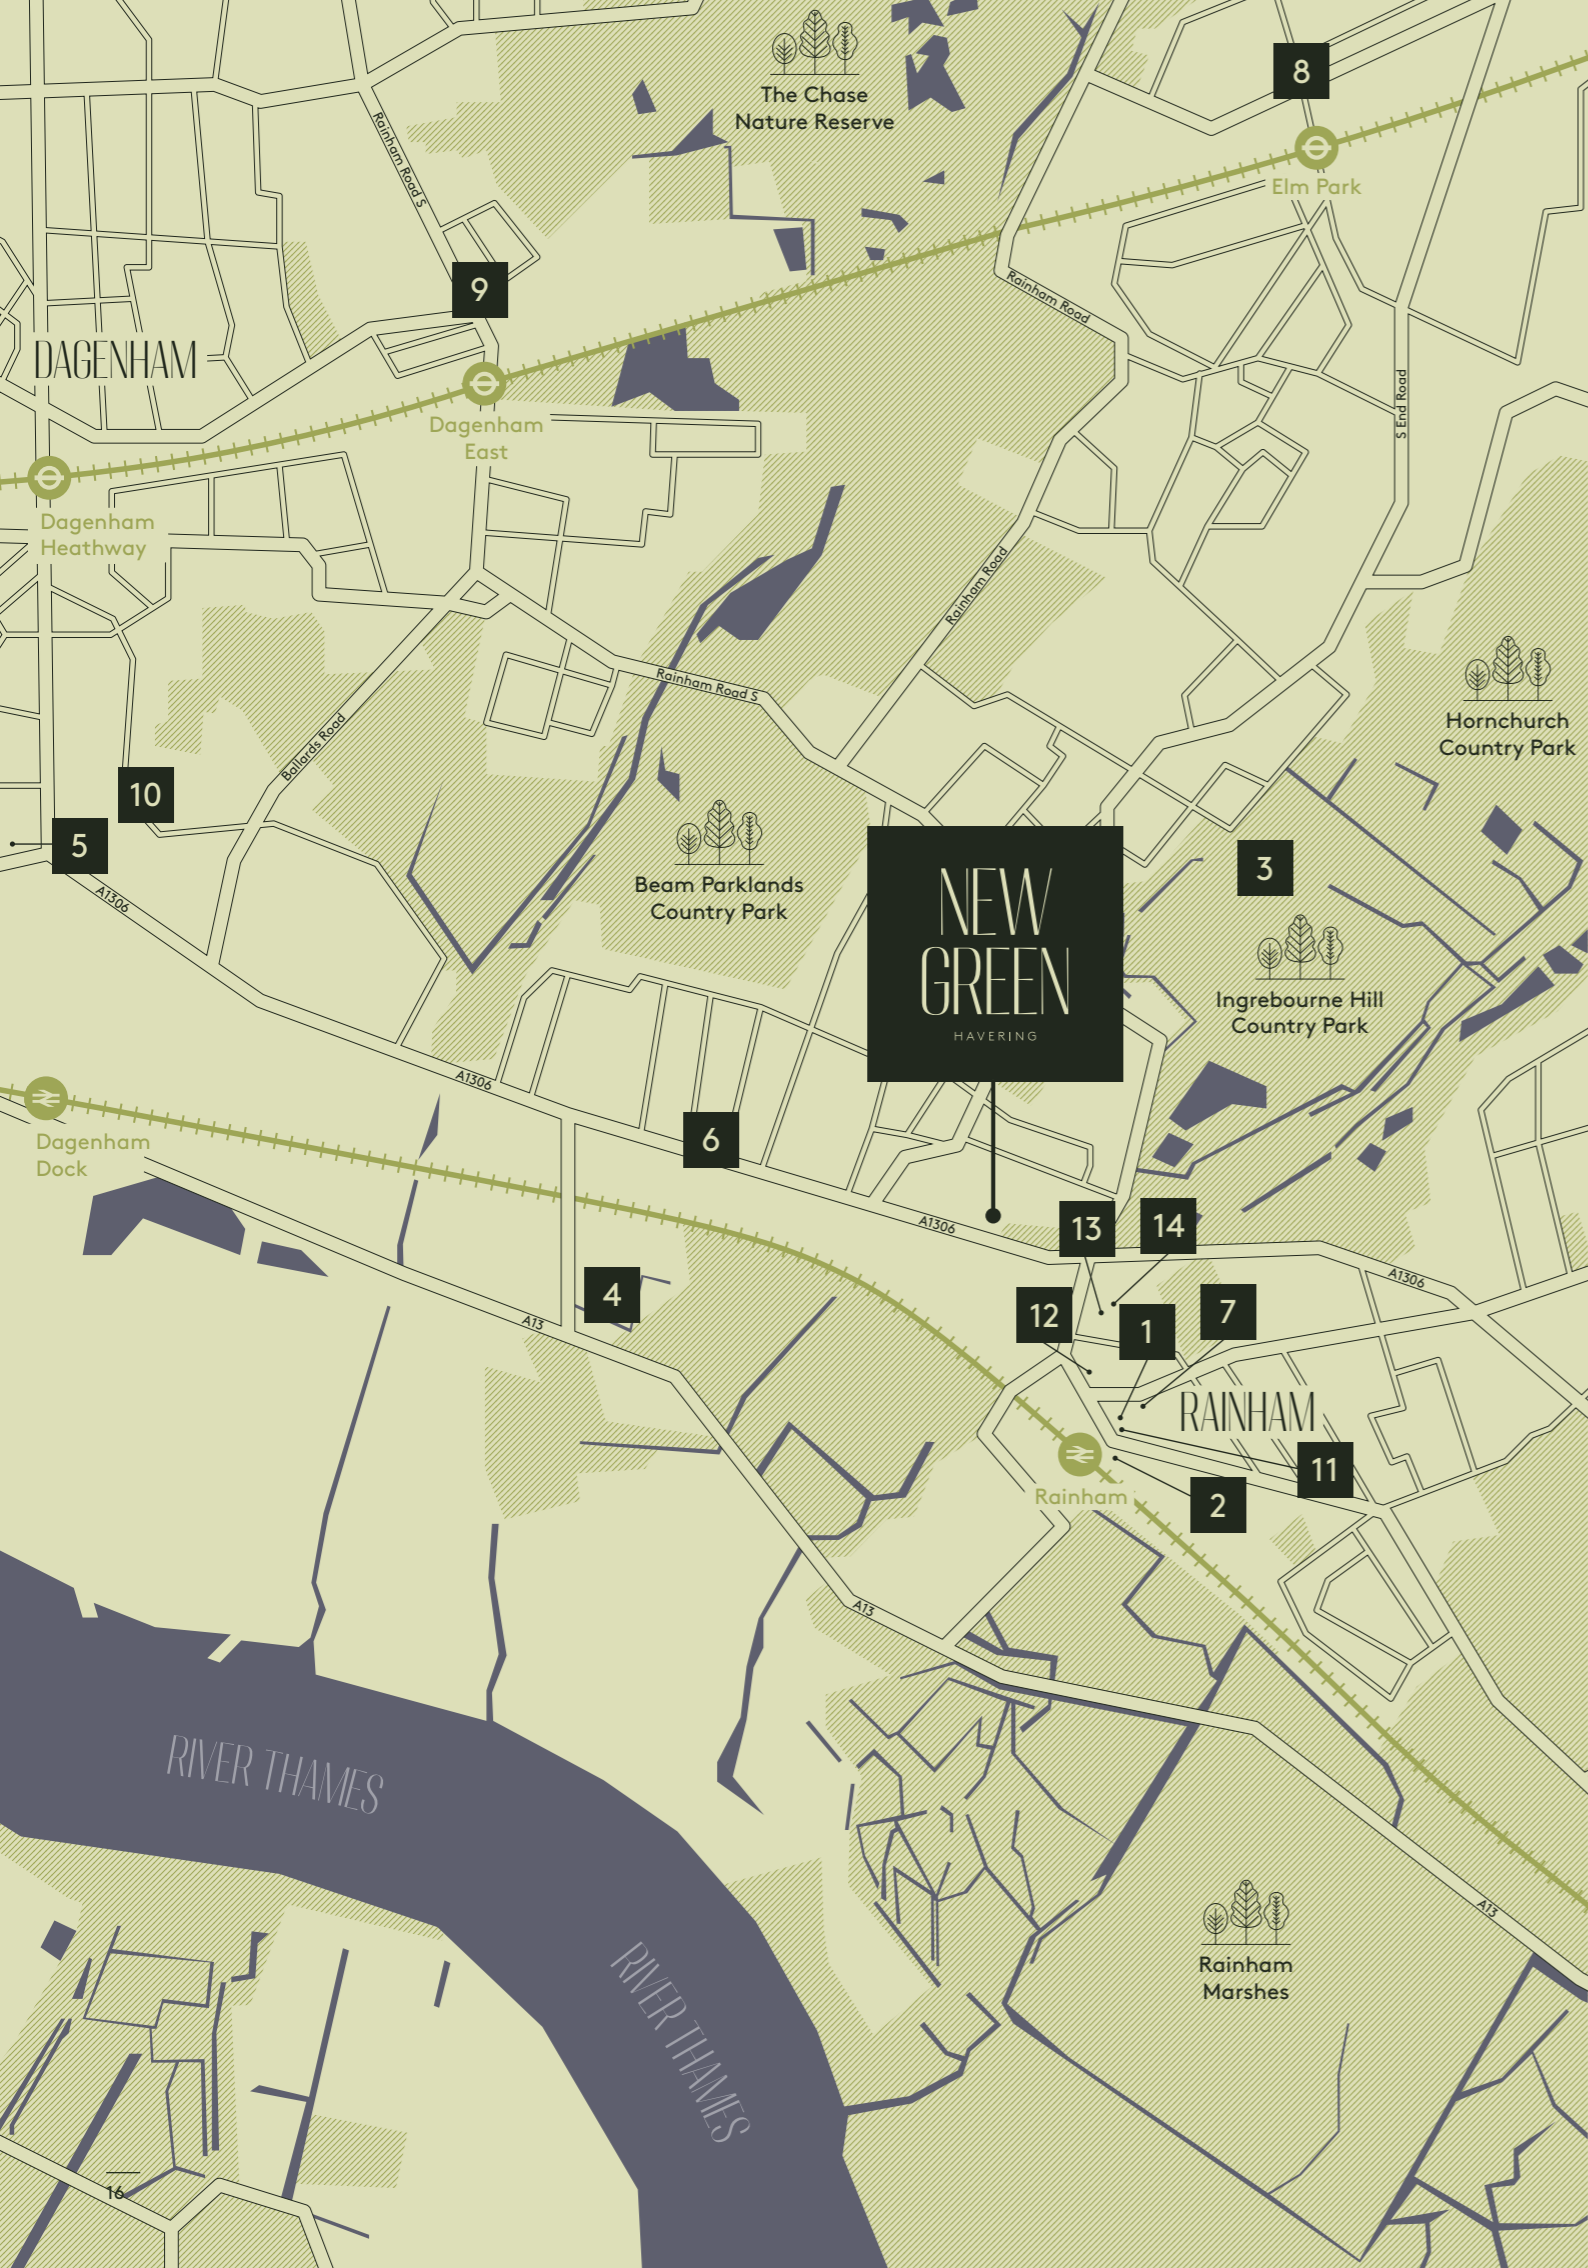 The Chase
Nature Reserve
8
Elm Park
Rainham Road S
9
Rainham Road
DAGENHAM
Dagenham
East
S End Road
Dagenham
Heathway
Rainham Road
Rainham Road S
Hornchurch
Country Park
Ballards Road
10
5
A1306
Beam Parklands
Country Park
3
NEW
GREEN
HAVERING
Ingrebourne Hill
Country Park
A1306
Dagenham
Dock
6
A1306
13
14
A1306
4
A13
12
1
7
RAINHAM
11
Rainham
2
A13
RIVER THAMES
RIVER THAMES
A13
Rainham
Marshes
16